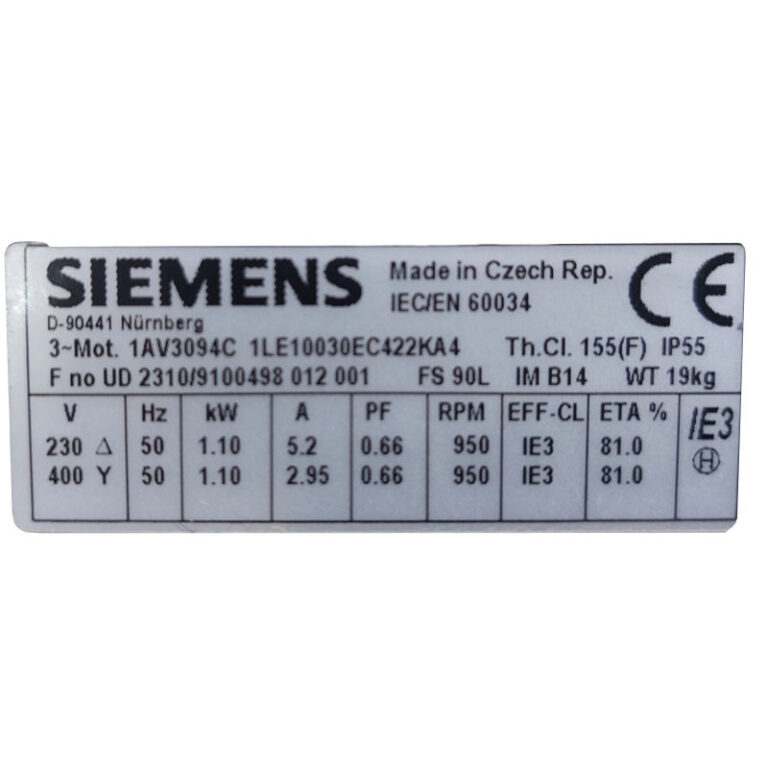 SIEMENS
Made in Czech Rep.
CE
IEC/EN 60034
D-90441 Nürnberg
3~Mot. 1AV3094C 1LE10030EC422KA4 Th.Cl. 155(F) IP55
F no UD 2310/9100498 012 001 FS 90L IM B14 WT 19kg
V Hz kW A PF RPM EFF-CL ETA % IE3
230 Δ 50 1.10 5.2 0.66 950 IE3 81.0
H
400 Y 50 1.10 2.95 0.66 950 IE3 81.0